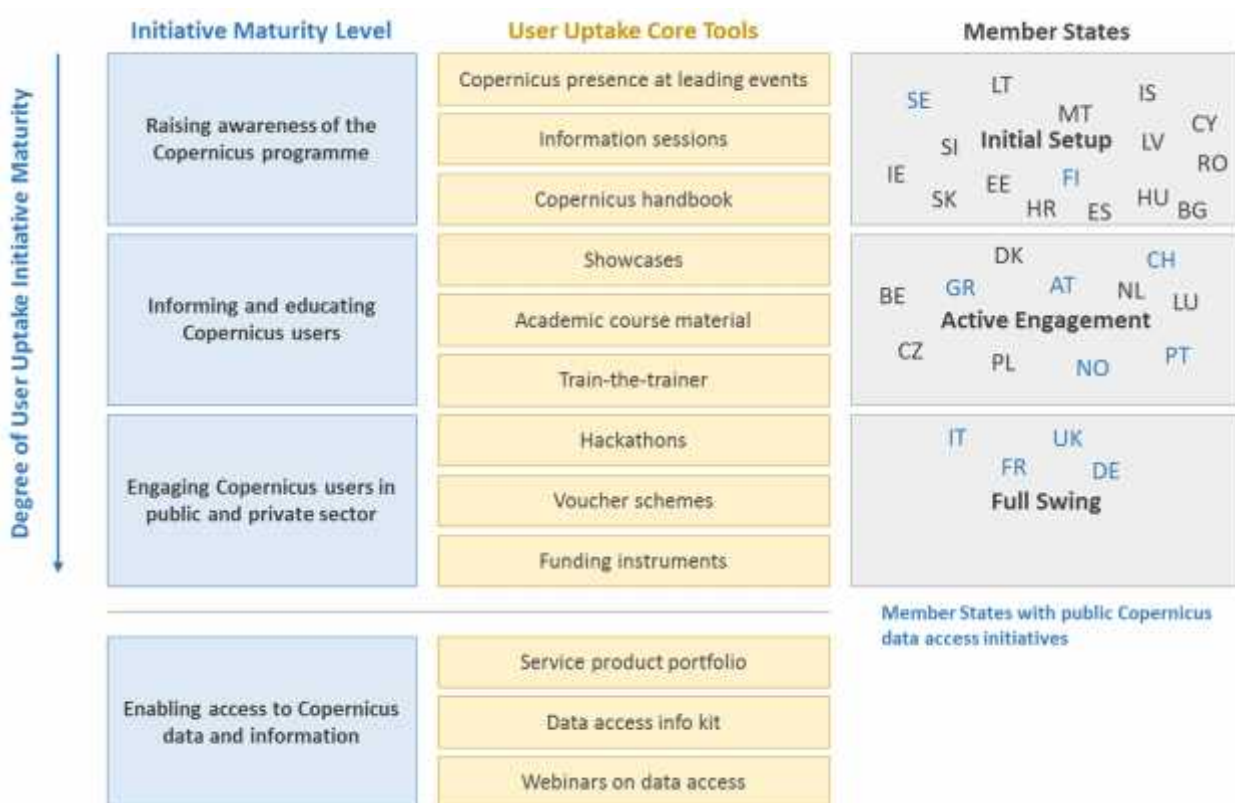 Initiative Maturity Level
User Uptake Core Tools
Member States
Degree of User Uptake Initiative Maturity
Raising awareness of the
Copernicus programme
Copernicus presence at leading events
Information sessions
Copernicus handbook
LT
IS
SE
MT
CY
SI
Initial Setup
LV
RO
IE
EE
FI
SK
HR
ES
HU
BG
Informing and educating
Copernicus users
Showcases
Academic course material
Train-the-trainer
DK
CH
BE
GR
AT
NL
LU
Active Engagement
CZ
PL
NO
PT
Engaging Copernicus users in
public and private sector
Hackathons
Voucher schemes
Funding instruments
IT
UK
FR
DE
Full Swing
Member States with public Copernicus
data access initiatives
Enabling access to Copernicus
data and information
Service product portfolio
Data access info kit
Webinars on data access